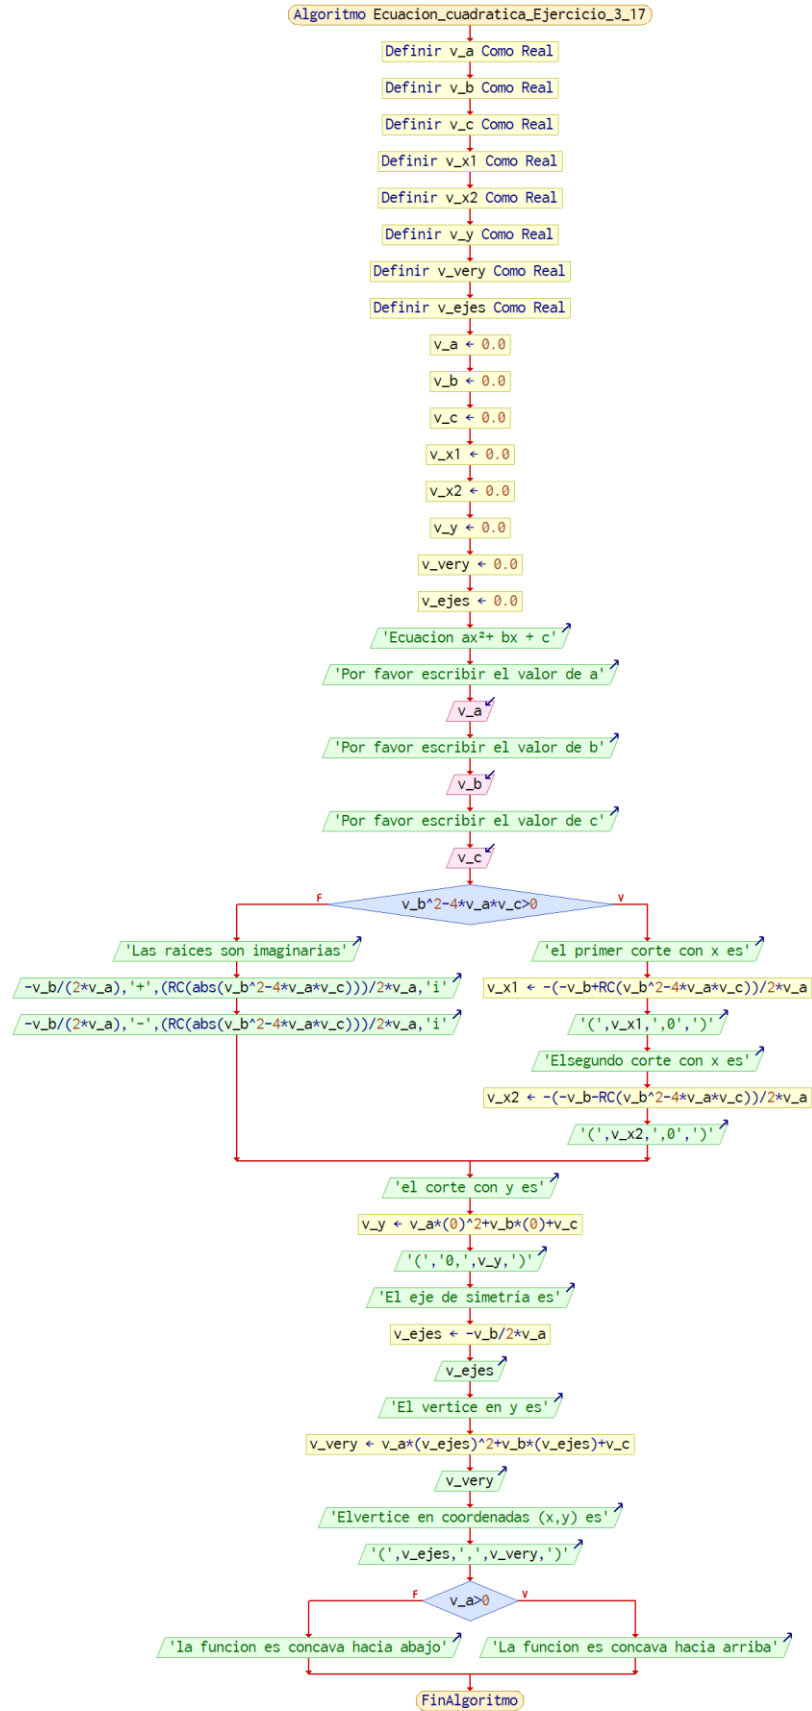 Algoritmo Ecuacion_cuadratica_Ejercicio_3_17
Definir v_a Como Real
Definir v_b Como Real
Definir v_c Como Real
Definir v_x1 Como Real
Definir v_x2 Como Real
Definir v_y Como Real
Definir v_very Como Real
Definir v_ejes Como Real
v_a ← 0.0
v_b ← 0.0
v_c ← 0.0
v_x1 ← 0.0
v_x2 ← 0.0
v_y ← 0.0
v_very ← 0.0
v_ejes ← 0.0
'Ecuacion ax²+ bx + c'
'Por favor escribir el valor de a'
v_a
'Por favor escribir el valor de b'
v_b
'Por favor escribir el valor de c'
v_c
v_b^2-4*v_a*v_c>0
F
'Las raices son imaginarias'
-v_b/(2*v_a),'+',(RC(abs(v_b^2-4*v_a*v_c)))/2*v_a,'i'
-v_b/(2*v_a),'-',(RC(abs(v_b^2-4*v_a*v_c)))/2*v_a,'i'
V
'el primer corte con x es'
v_x1 ← -(-v_b+RC(v_b^2-4*v_a*v_c))/2*v_a
'(',v_x1,',0',')'
'Elsegundo corte con x es'
v_x2 ← -(-v_b-RC(v_b^2-4*v_a*v_c))/2*v_a
'(',v_x2,',0',')'
'el corte con y es'
v_y ← v_a*(0)^2+v_b*(0)+v_c
'(','0,',v_y,')'
'El eje de simetría es'
v_ejes ← -v_b/2*v_a
v_ejes
'El vertice en y es'
v_very ← v_a*(v_ejes)^2+v_b*(v_ejes)+v_c
v_very
'Elvertice en coordenadas (x,y) es'
'(',v_ejes,',',v_very,')'
v_a>0
F
'la funcion es concava hacia abajo'
V
'La funcion es concava hacia arriba'
FinAlgoritmo